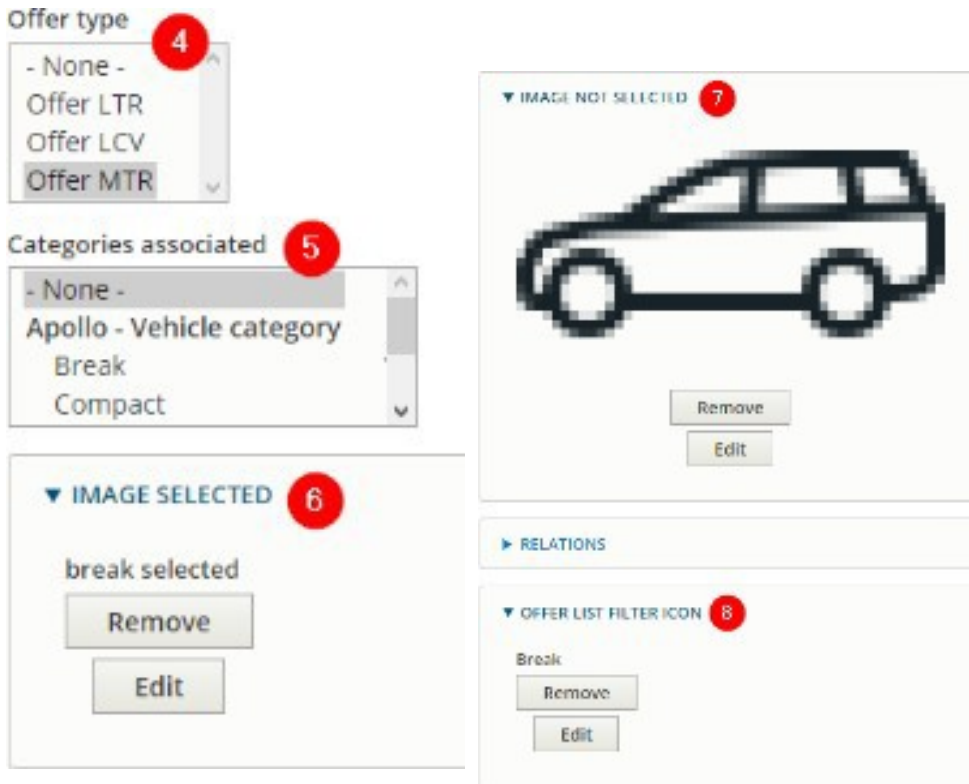 Offer type
4
- None -
Offer LTR
Offer LCV
Offer MTR
Categories associated
5
- None -
Apollo - Vehicle category
Break
Compact
IMAGE SELECTED
6
break selected
Remove
Edit
IMAGE NOT SELECTED
7
Remove
Edit
RELATIONS
OFFER LIST FILTER ICON
8
Break
Remove
Edit